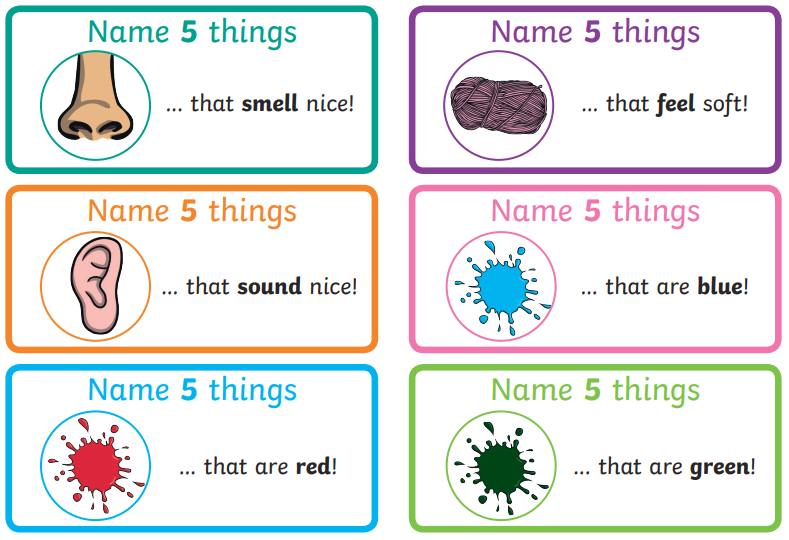 Name 5 things
... that smell nice!
Name 5 things
... that feel soft!
Name 5 things
... that sound nice!
Name 5 things
... that are blue!
Name 5 things
... that are red!
Name 5 things
... that are green!